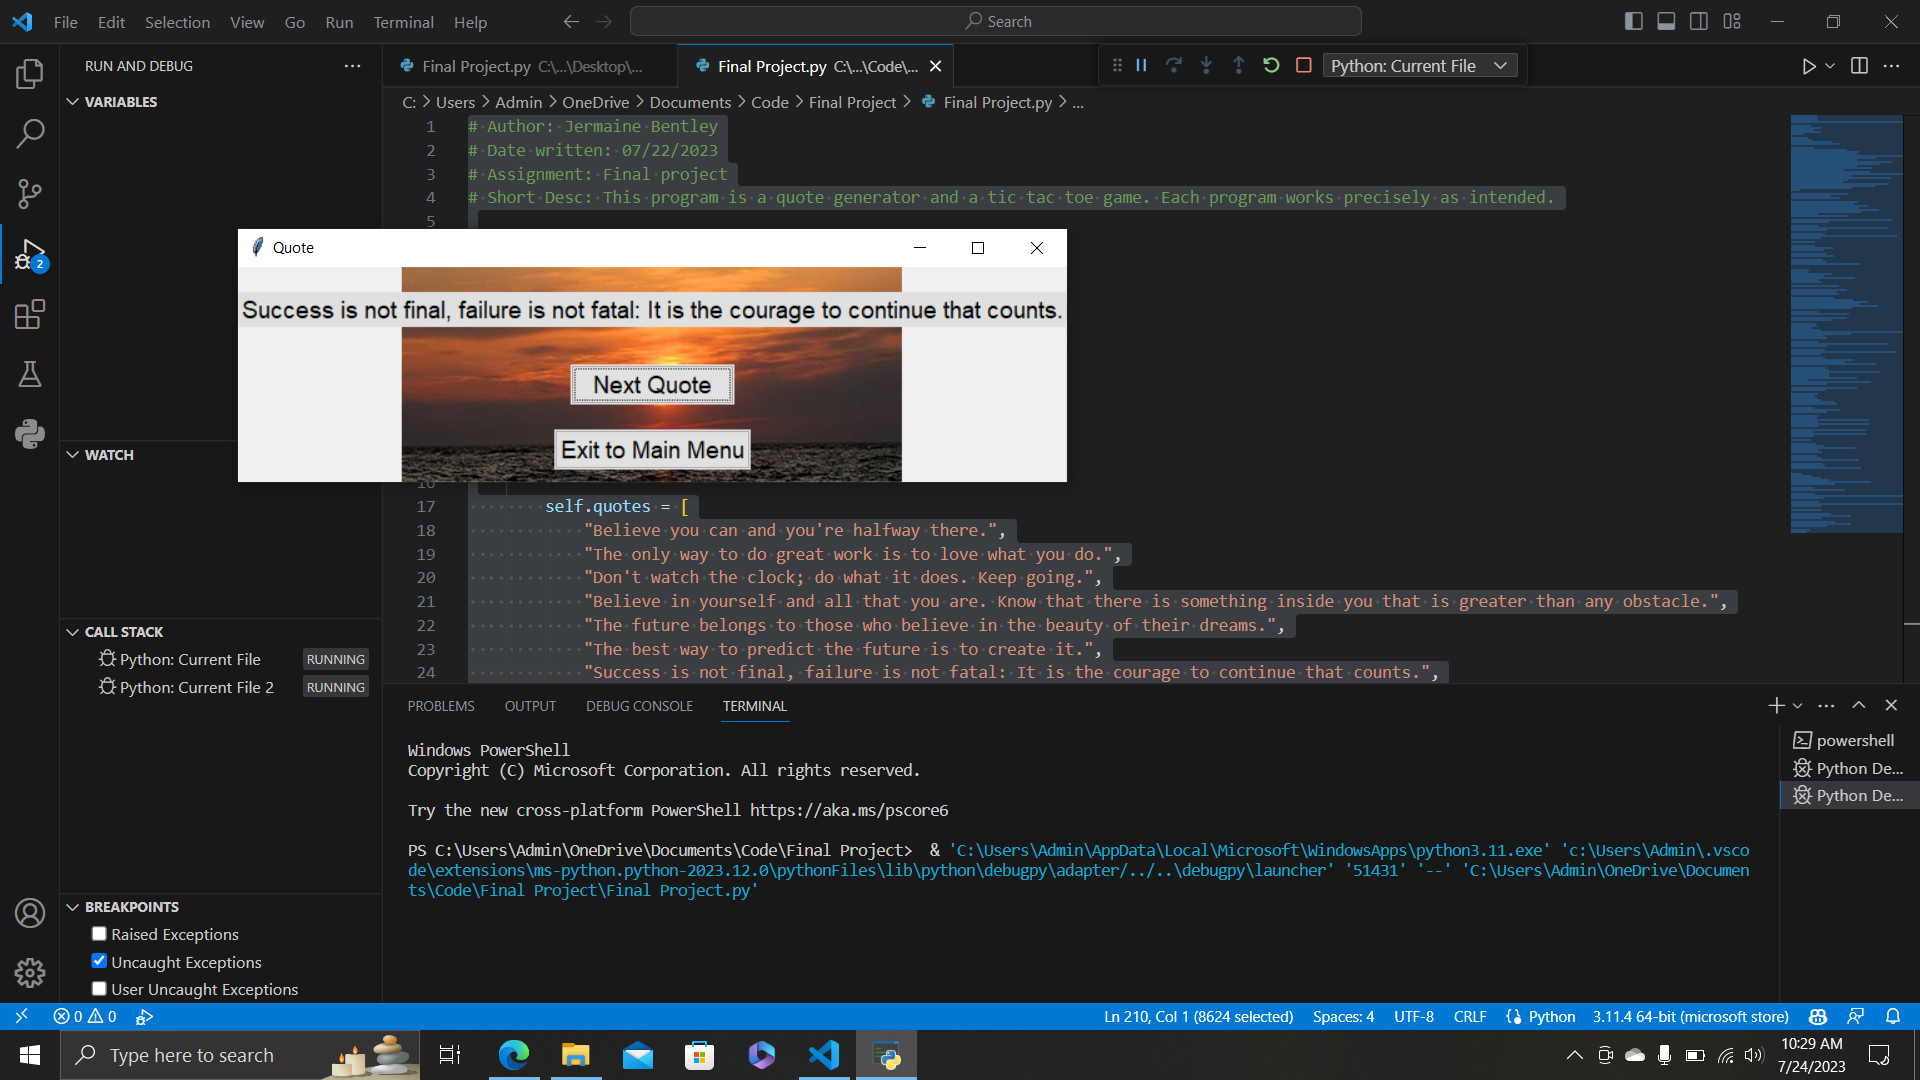 File Edit Selection View Go Run Terminal Help
Search
RUN AND DEBUG
Final Project.py C:\...\Desktop\...
Final Project.py C:\...\Code\...
Python: Current File
VARIABLES
C: > Users > Admin > OneDrive > Documents > Code > Final Project > Final Project.py > ...
1 # Author: Jermaine Bentley
2 # Date written: 07/22/2023
3 # Assignment: Final project
4 # Short Desc: This program is a quote generator and a tic tac toe game. Each program works precisely as intended.
5
Quote
Success is not final, failure is not fatal: It is the courage to continue that counts.
Next Quote
Exit to Main Menu
16
17 self.quotes = [
18 "Believe you can and you're halfway there.",
19 "The only way to do great work is to love what you do.",
20 "Don't watch the clock; do what it does. Keep going.",
21 "Believe in yourself and all that you are. Know that there is something inside you that is greater than any obstacle.",
22 "The future belongs to those who believe in the beauty of their dreams.",
23 "The best way to predict the future is to create it.",
24 "Success is not final, failure is not fatal: It is the courage to continue that counts.",
2
WATCH
CALL STACK
Python: Current File RUNNING
Python: Current File 2 RUNNING
BREAKPOINTS
Raised Exceptions
Uncaught Exceptions
User Uncaught Exceptions
PROBLEMS OUTPUT DEBUG CONSOLE TERMINAL
Windows PowerShell
Copyright (C) Microsoft Corporation. All rights reserved.
Try the new cross-platform PowerShell https://aka.ms/pscore6
PS C:\Users\Admin\OneDrive\Documents\Code\Final Project>  & 'C:\Users\Admin\AppData\Local\Microsoft\WindowsApps\python3.11.exe' 'c:\Users\Admin\.vsco
de\extensions\ms-python.python-2023.12.0\pythonFiles\lib\python\debugpy\adapter/../..\debugpy\launcher' '51431' '--' 'C:\Users\Admin\OneDrive\Documen
ts\Code\Final Project\Final Project.py'
powershell
Python De...
Python De...
0 0
Ln 210, Col 1 (8624 selected) Spaces: 4 UTF-8 CRLF Python 3.11.4 64-bit (microsoft store)
Type here to search
10:29 AM
7/24/2023